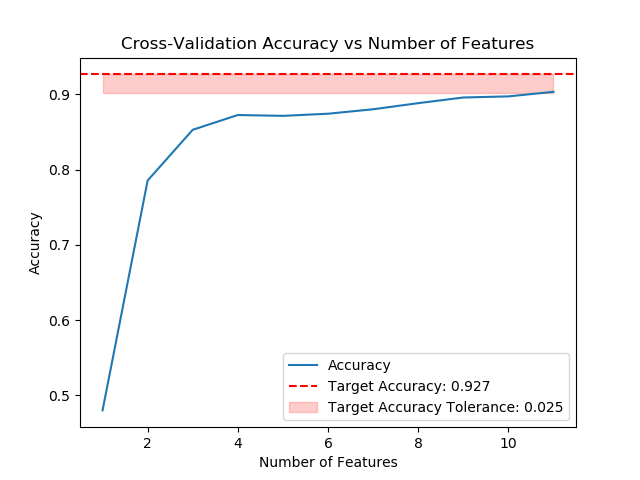 Cross-Validation Accuracy vs Number of Features
Accuracy
0.9
0.8
0.7
0.6
0.5
Accuracy
Target Accuracy: 0.927
Target Accuracy Tolerance: 0.025
2 4 6 8 10
Number of Features